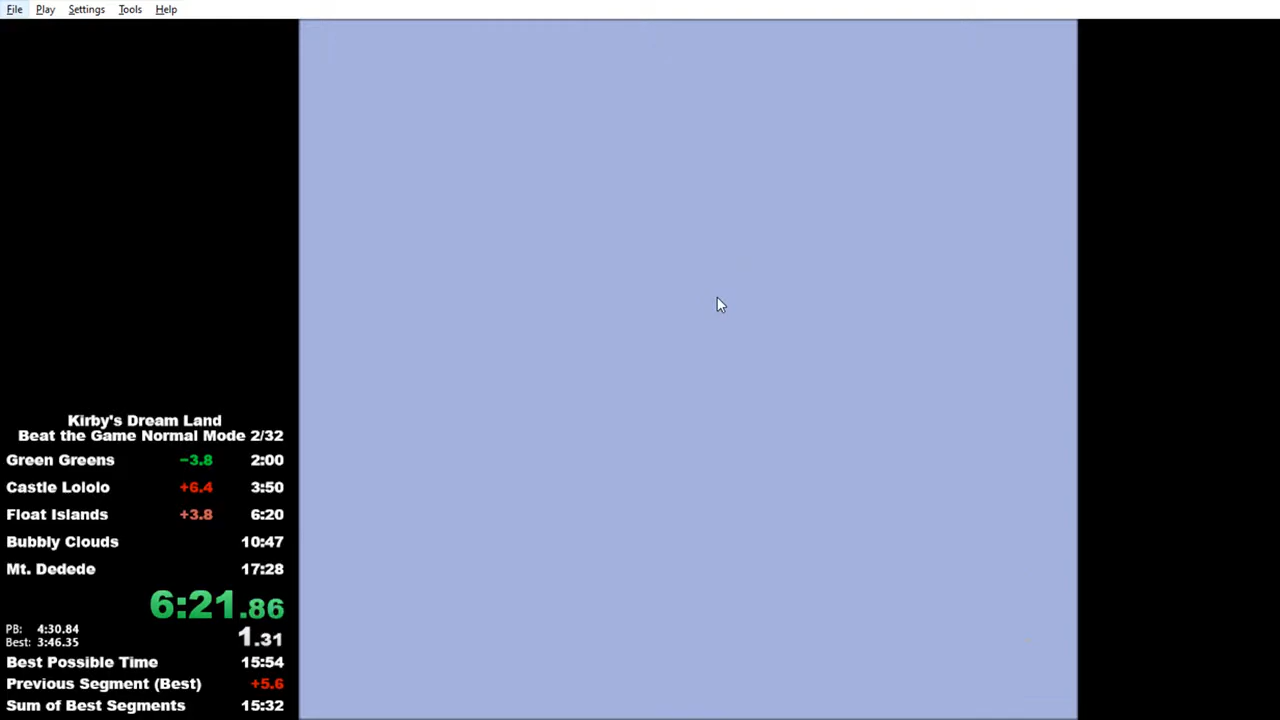 File Play Settings Tools Help
Kirby's Dream Land
Beat the Game Normal Mode 2/32
Green Greens −3.8 2:00
Castle Lololo +6.4 3:50
Float Islands +3.8 6:20
Bubbly Clouds 10:47
Mt. Dedede 17:28
6:21.86
PB: 4:30.84
Best: 3:46.35
1.31
Best Possible Time 15:54
Previous Segment (Best) +5.6
Sum of Best Segments 15:32